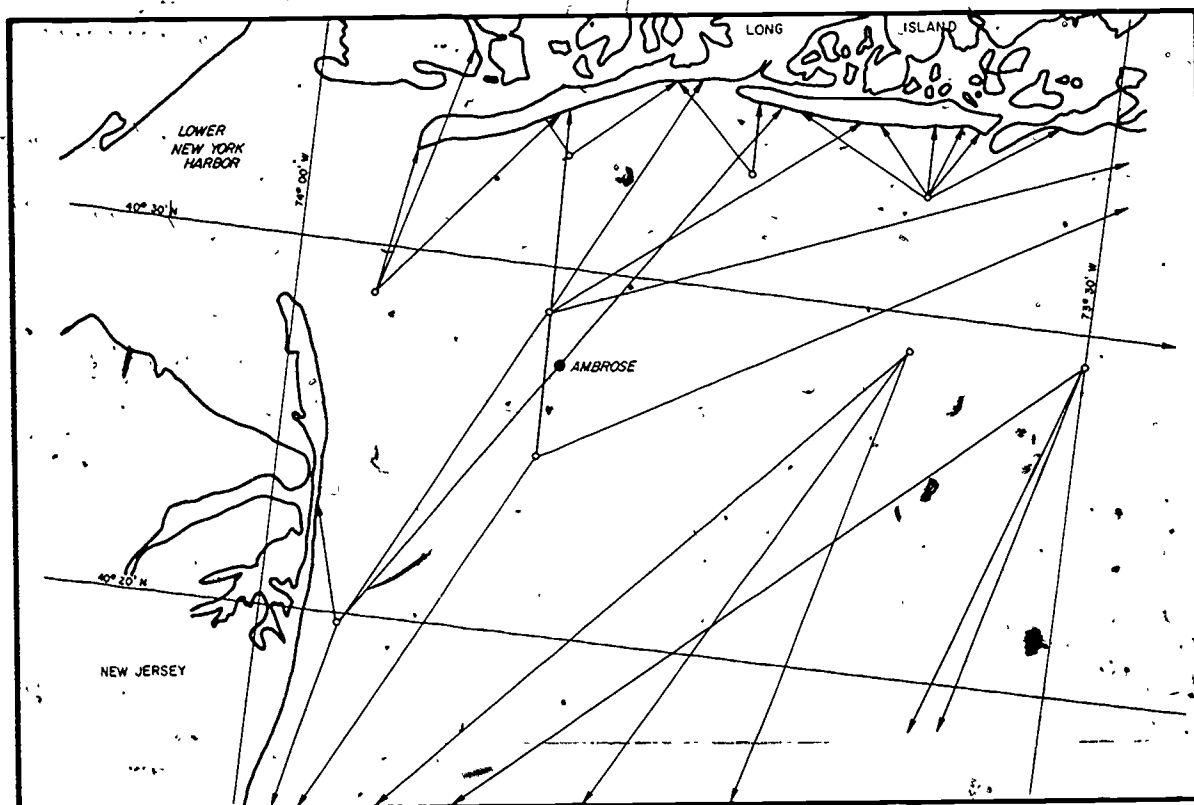 LONG ISLAND
LOWER
NEW YORK
HARBOR
74° 00' W
40° 30' N
73° 30' W
AMBROSE
40° 20' N
NEW JERSEY